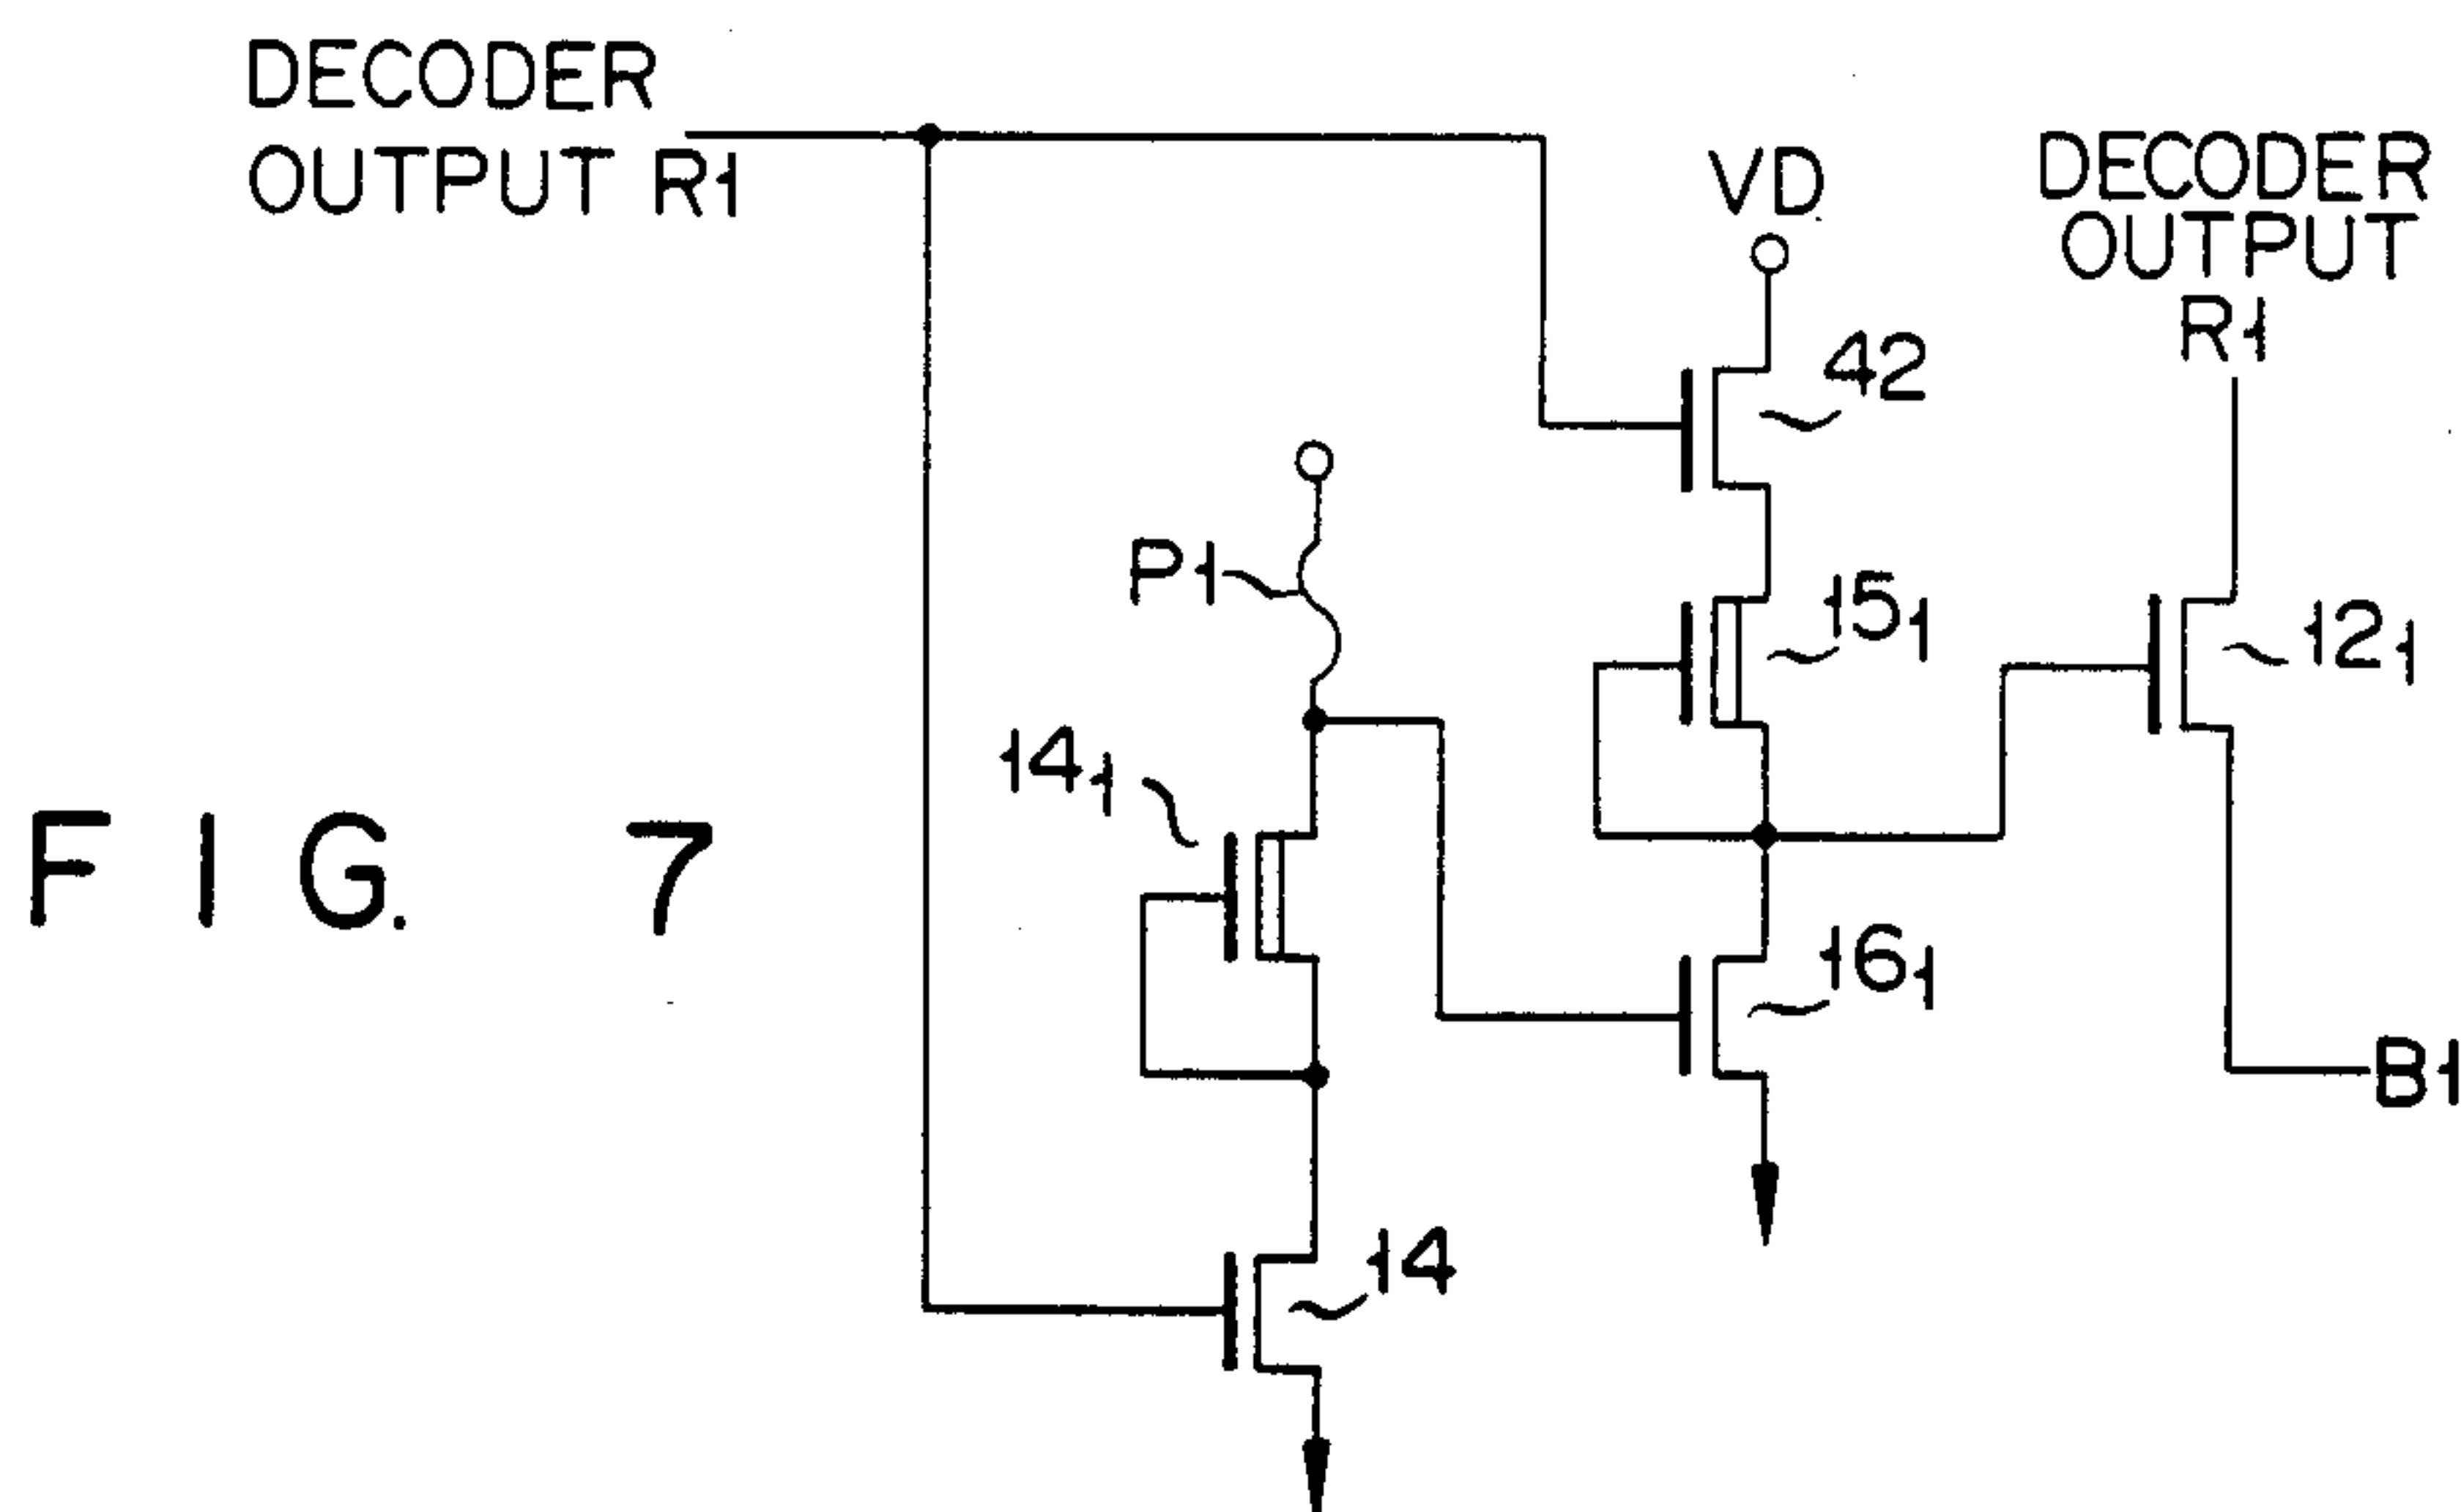 DECODER
OUTPUT R1
VD
DECODER
OUTPUT
R1
42
P1
15₁
12₁
14₁
FIG. 7
16₁
B1
14